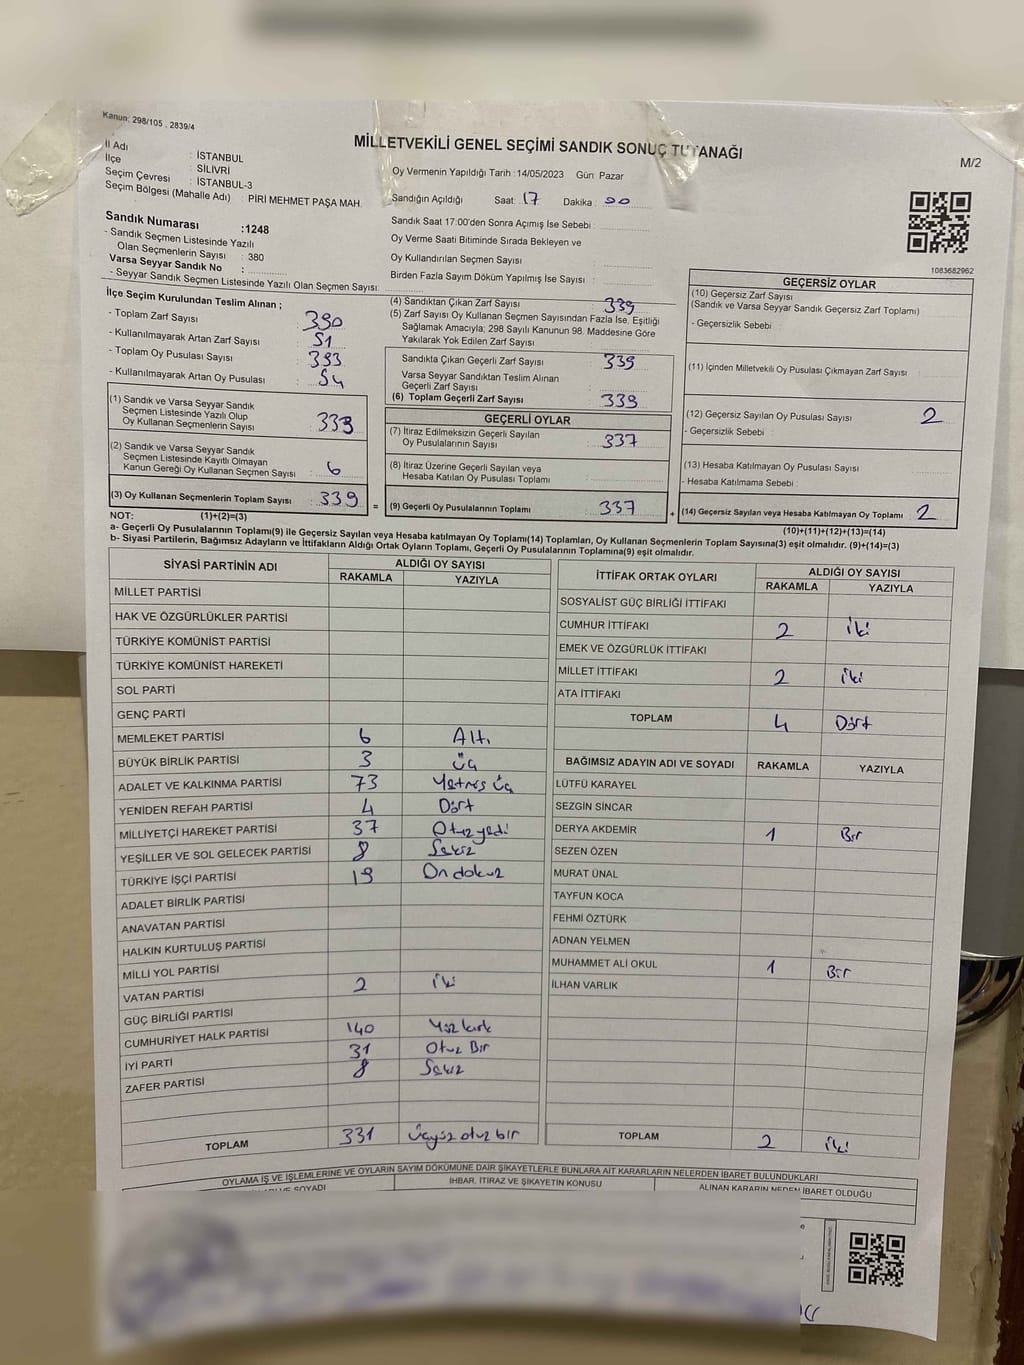 Kanun: 298/105 , 2839/4
MİLLETVEKİLİ GENEL SEÇİMİ SANDIK SONUÇ TUTANAĞI
M/2
İl Adı : İSTANBUL
İlçe : SİLİVRİ
Seçim Çevresi : İSTANBUL-3
Seçim Bölgesi (Mahalle Adı) : PİRİ MEHMET PAŞA MAH.
Oy Vermenin Yapıldığı Tarih :14/05/2023 Gün Pazar
Sandığın Açıldığı Saat: 17 Dakika : 00
Sandık Saat 17:00'den Sonra Açımış İse Sebebi :
Oy Verme Saati Bitiminde Sırada Bekleyen ve
Oy Kullandırılan Seçmen Sayısı :
Birden Fazla Sayım Döküm Yapılmış İse Sayısı :
Sandık Numarası :1248
- Sandık Seçmen Listesinde Yazılı
Olan Seçmenlerin Sayısı : 380
Varsa Seyyar Sandık No :
- Seyyar Sandık Seçmen Listesinde Yazılı Olan Seçmen Sayısı:
1083682962
İlçe Seçim Kurulundan Teslim Alınan ;
- Toplam Zarf Sayısı : 390
- Kullanılmayarak Artan Zarf Sayısı : 51
- Toplam Oy Pusulası Sayısı : 393
- Kullanılmayarak Artan Oy Pusulası : 54
(1) Sandık ve Varsa Seyyar Sandık
Seçmen Listesinde Yazılı Olup
Oy Kullanan Seçmenlerin Sayısı : 333
(2) Sandık ve Varsa Seyyar Sandık
Seçmen Listesinde Kayıtlı Olmayan
Kanun Gereği Oy Kullanan Seçmen Sayısı : 6
(3) Oy Kullanan Seçmenlerin Toplam Sayısı : 339
(4) Sandıktan Çıkan Zarf Sayısı : 339
(5) Zarf Sayısı Oy Kullanan Seçmen Sayısından Fazla İse, Eşitliği
Sağlamak Amacıyla; 298 Sayılı Kanunun 98. Maddesine Göre
Yakılarak Yok Edilen Zarf Sayısı :
Sandıkta Çıkan Geçerli Zarf Sayısı : 339
Varsa Seyyar Sandıktan Teslim Alınan
Geçerli Zarf Sayısı :
(6) Toplam Geçerli Zarf Sayısı : 339
GEÇERLİ OYLAR
(7) İtiraz Edilmeksizin Geçerli Sayılan
Oy Pusulalarının Sayısı : 337
(8) İtiraz Üzerine Geçerli Sayılan veya
Hesaba Katılan Oy Pusulası Toplamı :
= (9) Geçerli Oy Pusulalarının Toplamı : 337
GEÇERSİZ OYLAR
(10) Geçersiz Zarf Sayısı
(Sandık ve Varsa Seyyar Sandık Geçersiz Zarf Toplamı) :
- Geçersizlik Sebebi :
(11) İçinden Milletvekili Oy Pusulası Çıkmayan Zarf Sayısı :
(12) Geçersiz Sayılan Oy Pusulası Sayısı : 2
- Geçersizlik Sebebi :
(13) Hesaba Katılmayan Oy Pusulası Sayısı :
- Hesaba Katılmama Sebebi :
+ (14) Geçersiz Sayılan veya Hesaba Katılmayan Oy Toplamı : 2
NOT: (1)+(2)=(3)
(10)+(11)+(12)+(13)=(14)
a- Geçerli Oy Pusulalarının Toplamı(9) ile Geçersiz Sayılan veya Hesaba katılmayan Oy Toplamı(14) Toplamları, Oy Kullanan Seçmenlerin Toplam Sayısına(3) eşit olmalıdır. (9)+(14)=(3)
b- Siyasi Partilerin, Bağımsız Adayların ve İttifakların Aldığı Ortak Oyların Toplamı, Geçerli Oy Pusulalarının Toplamına(9) eşit olmalıdır.
SİYASİ PARTİNİN ADI ALDIĞI OY SAYISI
RAKAMLA YAZIYLA
MİLLET PARTİSİ
HAK VE ÖZGÜRLÜKLER PARTİSİ
TÜRKİYE KOMÜNİST PARTİSİ
TÜRKİYE KOMÜNİST HAREKETİ
SOL PARTİ
GENÇ PARTİ
MEMLEKET PARTİSİ 6 Altı
BÜYÜK BİRLİK PARTİSİ 3 Üç
ADALET VE KALKINMA PARTİSİ 73 Yetmiş Üç
YENİDEN REFAH PARTİSİ 4 Dört
MİLLİYETÇİ HAREKET PARTİSİ 37 Otuz yedi
YEŞİLLER VE SOL GELECEK PARTİSİ 8 Sekiz
TÜRKİYE İŞÇİ PARTİSİ 19 On dokuz
ADALET BİRLİK PARTİSİ
ANAVATAN PARTİSİ
HALKIN KURTULUŞ PARTİSİ
MİLLİ YOL PARTİSİ
VATAN PARTİSİ 2 İki
GÜÇ BİRLİĞİ PARTİSİ
CUMHURİYET HALK PARTİSİ 140 Yüz kırk
İYİ PARTİ 31 Otuz Bir
ZAFER PARTİSİ 8 Sekiz
TOPLAM 331 Üçyüz otuz bir
İTTİFAK ORTAK OYLARI ALDIĞI OY SAYISI
RAKAMLA YAZIYLA
SOSYALİST GÜÇ BİRLİĞİ İTTİFAKI
CUMHUR İTTİFAKI 2 İki
EMEK VE ÖZGÜRLÜK İTTİFAKI
MİLLET İTTİFAKI 2 İki
ATA İTTİFAKI
TOPLAM 4 Dört
BAĞIMSIZ ADAYIN ADI VE SOYADI RAKAMLA YAZIYLA
LÜTFÜ KARAYEL
SEZGİN SİNCAR
DERYA AKDEMİR 1 Bir
SEZEN ÖZEN
MURAT ÜNAL
TAYFUN KOCA
FEHMİ ÖZTÜRK
ADNAN YELMEN
MUHAMMET ALİ OKUL 1 Bir
İLHAN VARLIK
TOPLAM 2 İki
OYLAMA İŞ VE İŞLEMLERİNE VE OYLARIN SAYIM DÖKÜMÜNE DAİR ŞİKAYETLERLE BUNLARA AİT KARARLARIN NELERDEN İBARET BULUNDUKLARI
SOYADI İHBAR, İTİRAZ VE ŞİKAYETİN KONUSU ALINAN KARARIN NEDEN İBARET OLDUĞU